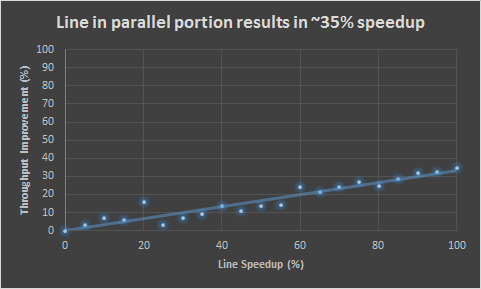 Line in parallel portion results in ~35% speedup
Throughput Improvement (%)
100
90
80
70
60
50
40
30
20
10
0
0 20 40 60 80 100
Line Speedup (%)